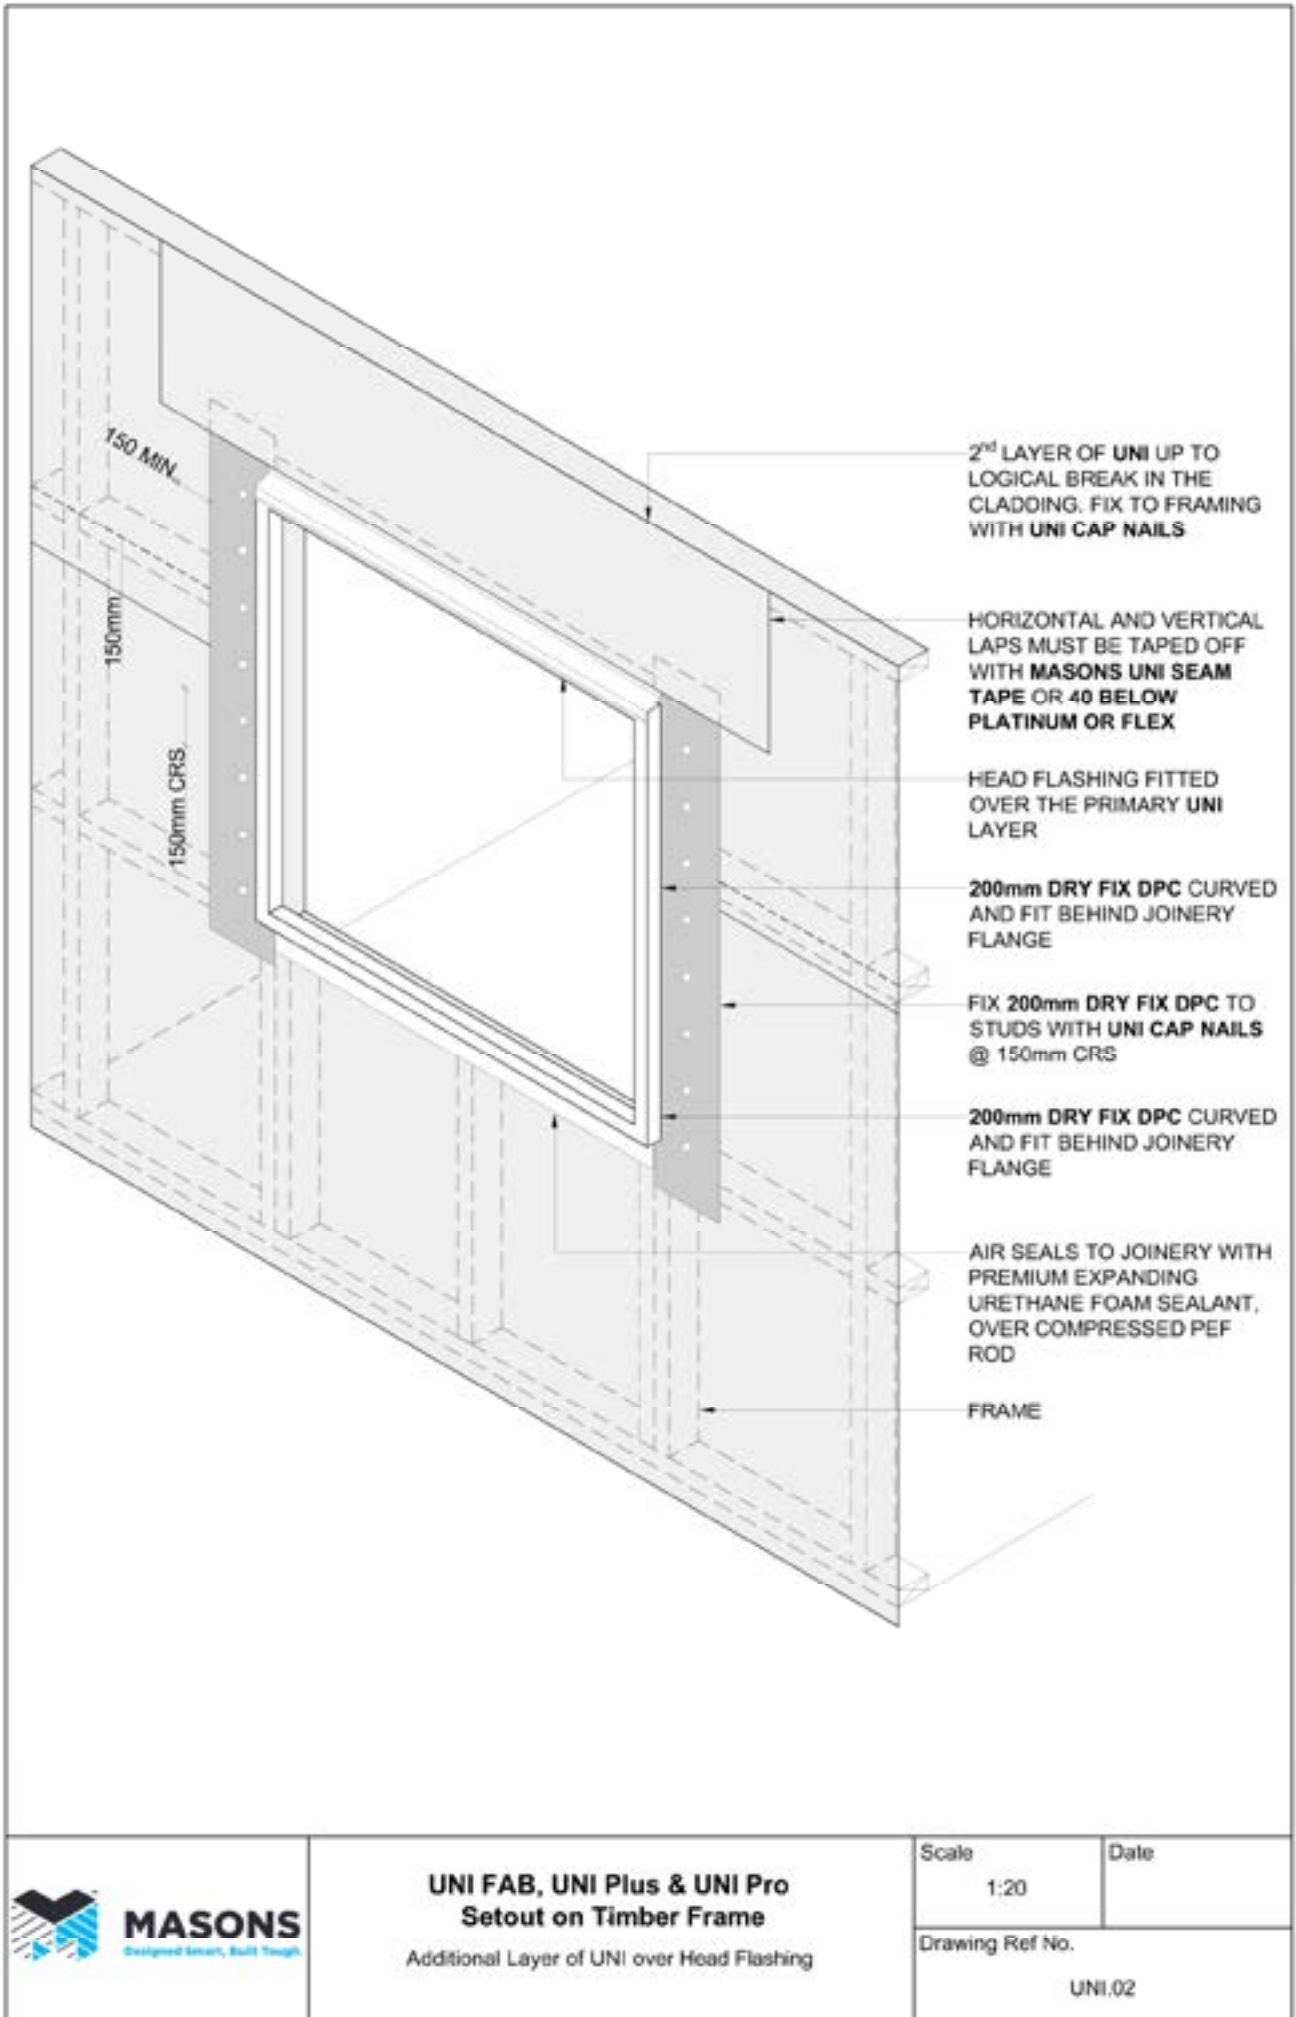 150 MIN.
150mm
150mm CRS.
2nd LAYER OF UNI UP TO
LOGICAL BREAK IN THE
CLADDING. FIX TO FRAMING
WITH UNI CAP NAILS
HORIZONTAL AND VERTICAL
LAPS MUST BE TAPED OFF
WITH MASONS UNI SEAM
TAPE OR 40 BELOW
PLATINUM OR FLEX
HEAD FLASHING FITTED
OVER THE PRIMARY UNI
LAYER
200mm DRY FIX DPC CURVED
AND FIT BEHIND JOINERY
FLANGE
FIX 200mm DRY FIX DPC TO
STUDS WITH UNI CAP NAILS
@ 150mm CRS
200mm DRY FIX DPC CURVED
AND FIT BEHIND JOINERY
FLANGE
AIR SEALS TO JOINERY WITH
PREMIUM EXPANDING
URETHANE FOAM SEALANT,
OVER COMPRESSED PEF
ROD
FRAME
MASONS
Designed Smart, Built Tough
UNI FAB, UNI Plus & UNI Pro
Setout on Timber Frame
Additional Layer of UNI over Head Flashing
Scale
1:20
Date
Drawing Ref No.
UNI.02